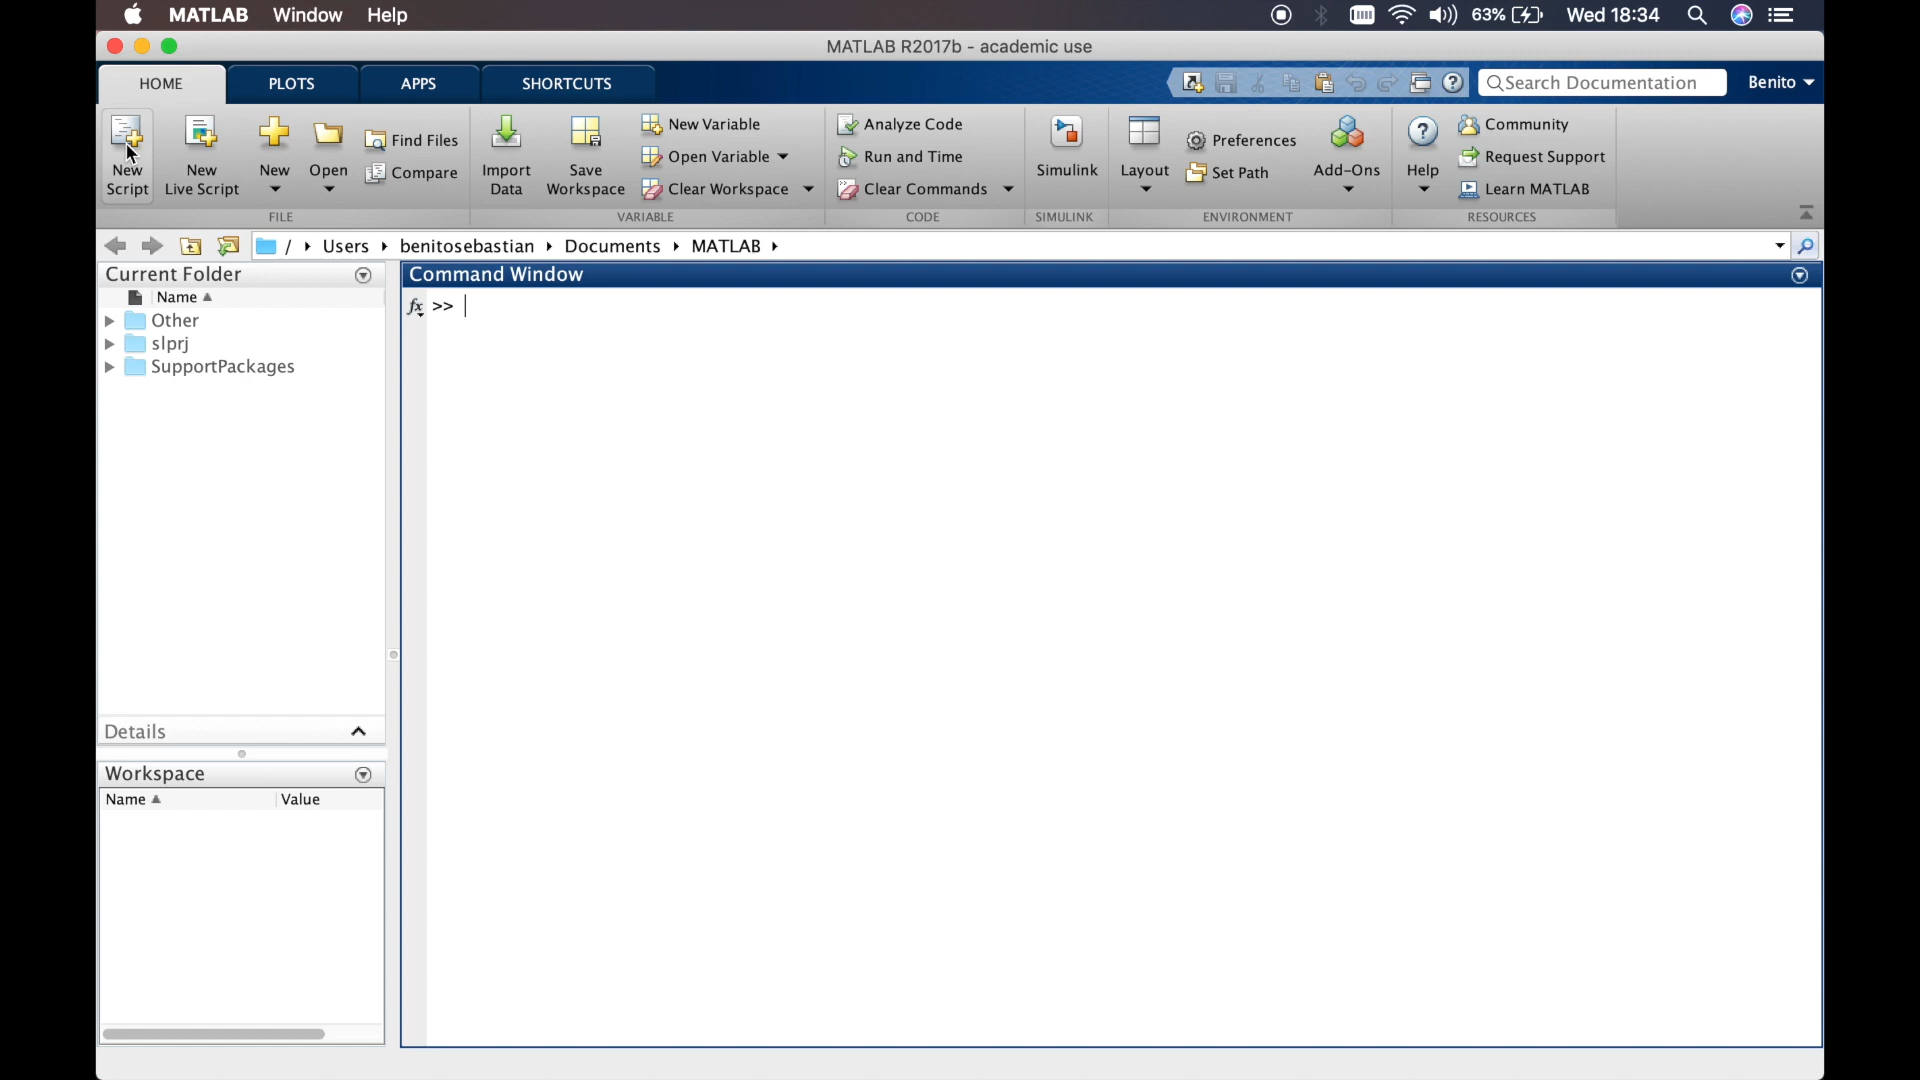 MATLAB Window Help 63% Wed 18:34
MATLAB R2017b - academic use
HOME PLOTS APPS SHORTCUTS Search Documentation Benito
New Script
New Live Script
New
Open
Find Files
Compare
FILE
Import Data
Save Workspace
New Variable
Open Variable
Clear Workspace
VARIABLE
Analyze Code
Run and Time
Clear Commands
CODE
Simulink
SIMULINK
Layout
Preferences
Set Path
Add-Ons
ENVIRONMENT
Help
Community
Request Support
Learn MATLAB
RESOURCES
/ Users benitosebastian Documents MATLAB
Current Folder
Name
Other
slprj
SupportPackages
Details
Workspace
Name Value
Command Window
fx >>